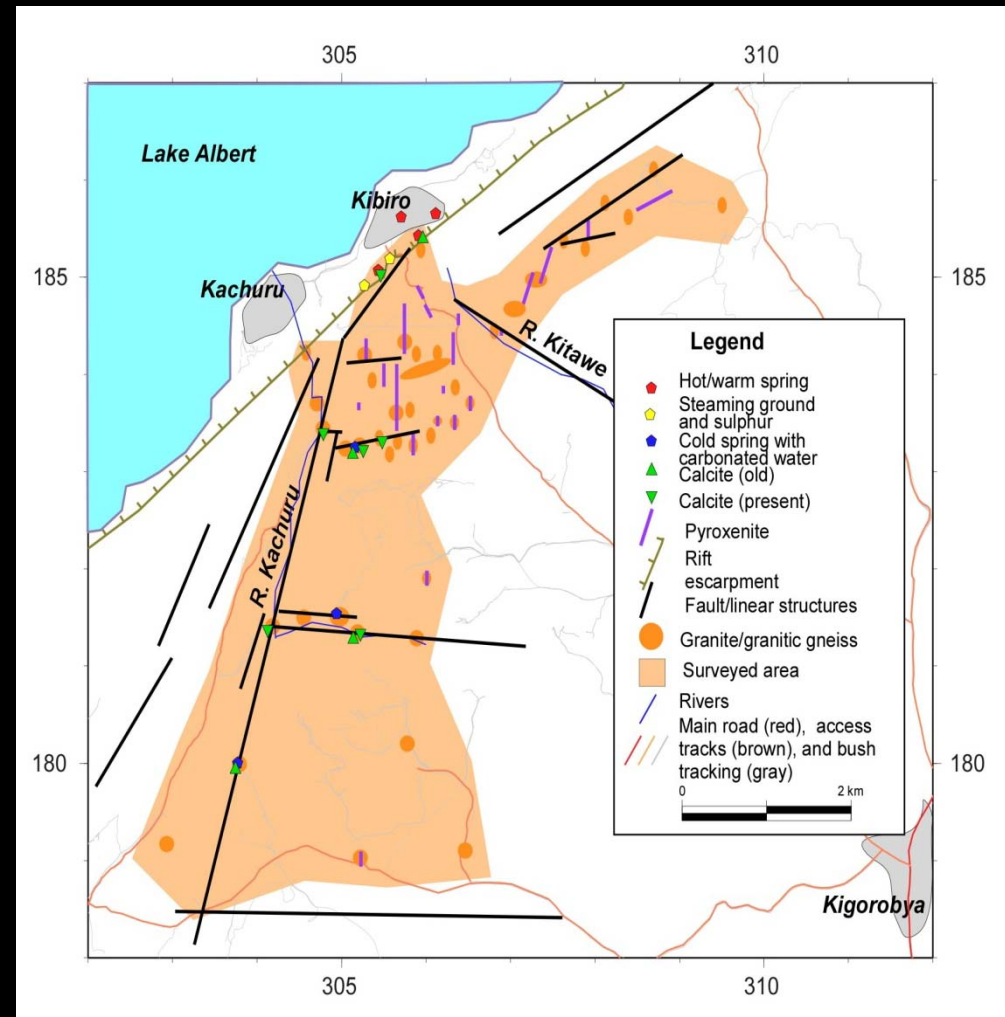 305 310
Lake Albert
Kibiro
185 185
Kachuru
R. Kitawe
Legend
Hot/warm spring
Steaming ground
and sulphur
Cold spring with
carbonated water
Calcite (old)
Calcite (present)
Pyroxenite
Rift
escarpment
Fault/linear structures
Granite/granitic gneiss
Surveyed area
Rivers
Main road (red), access
tracks (brown), and bush
tracking (gray)
0 2 km
R. Kachuru
180 180
Kigorobya
305 310